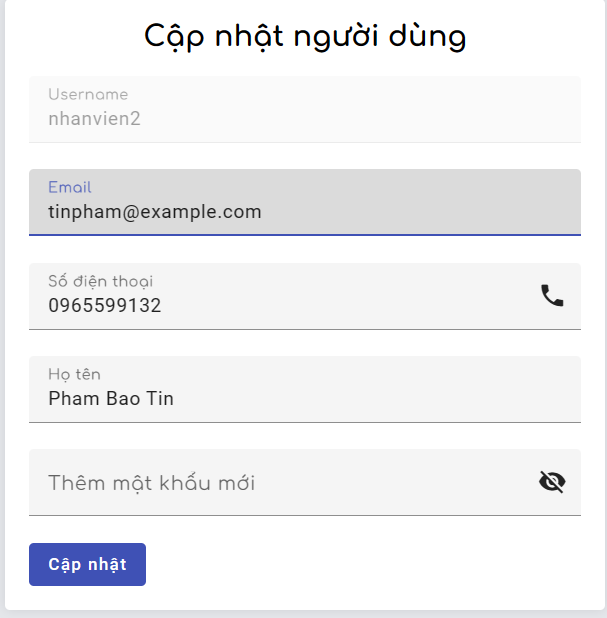 Cập nhật người dùng
Username
nhanvien2
Email
tinpham@example.com
Số điện thoại
0965599132
Họ tên
Pham Bao Tin
Thêm mật khẩu mới
Cập nhật